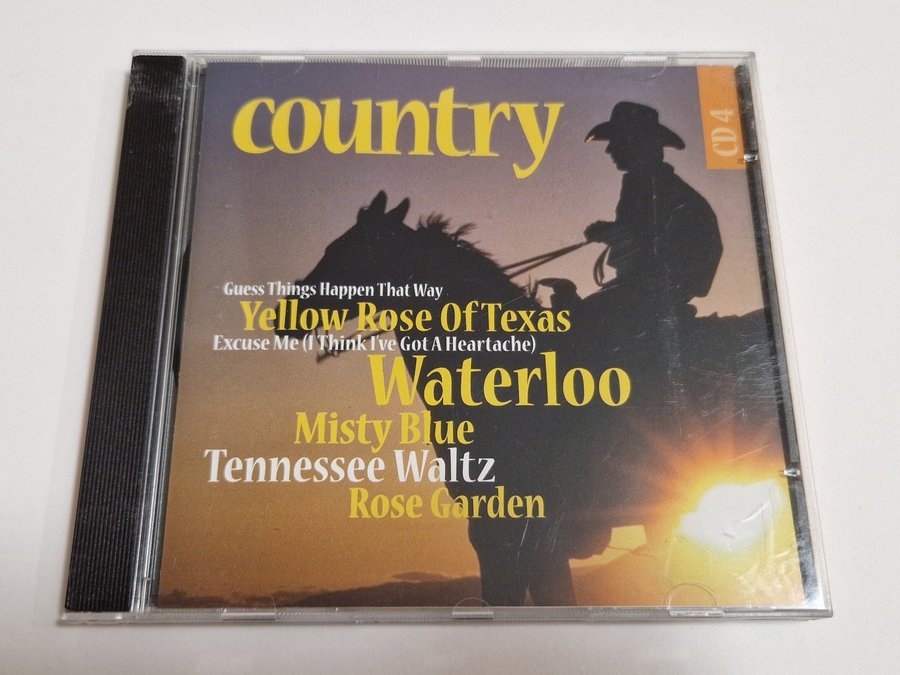 country
CD 4
Guess Things Happen That Way
Yellow Rose Of Texas
Excuse Me (I Think I've Got A Heartache)
Waterloo
Misty Blue
Tennessee Waltz
Rose Garden